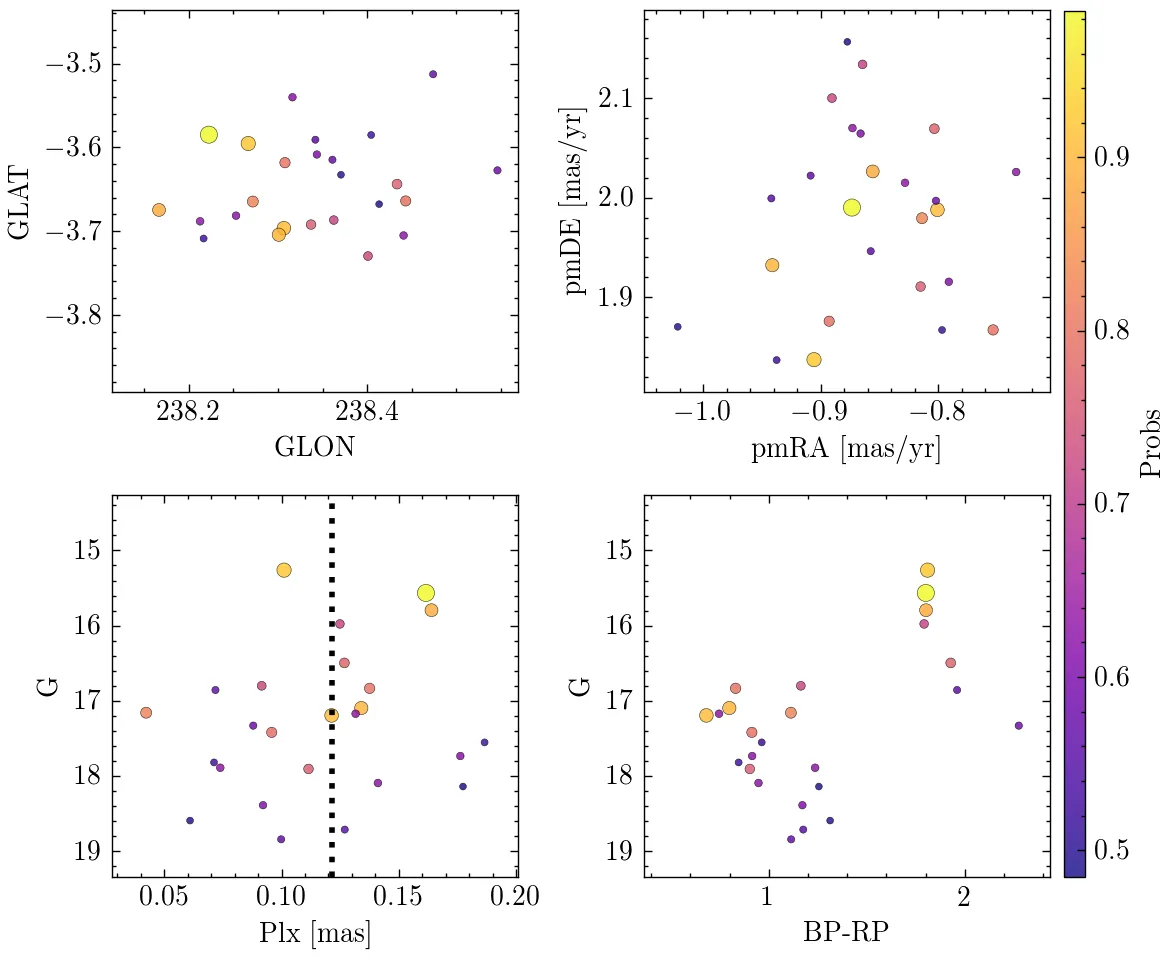 −3.5
−3.6
−3.7
−3.8
GLAT
238.2 238.4
GLON
2.1
2.0
1.9
pmDE [mas/yr]
−1.0 −0.9 −0.8
pmRA [mas/yr]
15
16
17
18
19
G
0.05 0.10 0.15 0.20
Plx [mas]
15
16
17
18
19
G
1 2
BP-RP
0.9
0.8
0.7
0.6
0.5
Probs